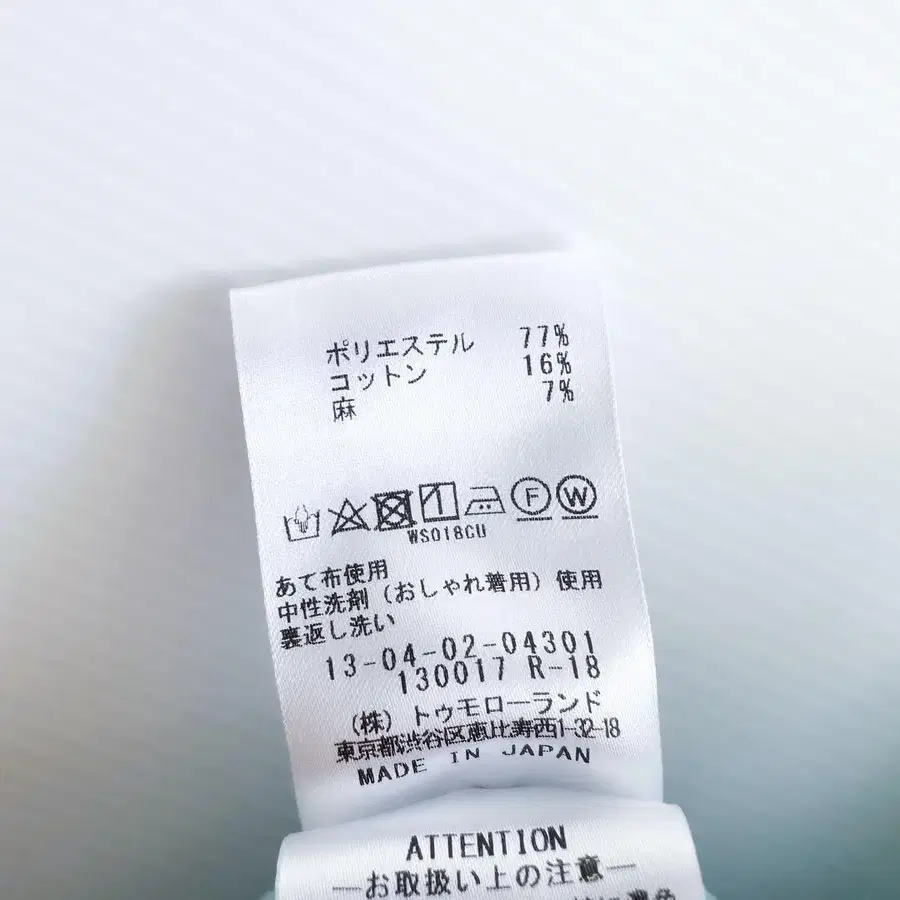 ポリエステル 77%
コットン 16%
麻 7%
F W
WS018CU
あて布使用
中性洗剤（おしゃれ着用）使用
裏返し洗い
13-04-02-04301
130017 R-18
（株）トゥモローランド
東京都渋谷区恵比寿西1-32-18
MADE IN JAPAN
ATTENTION
―お取扱い上の注意―